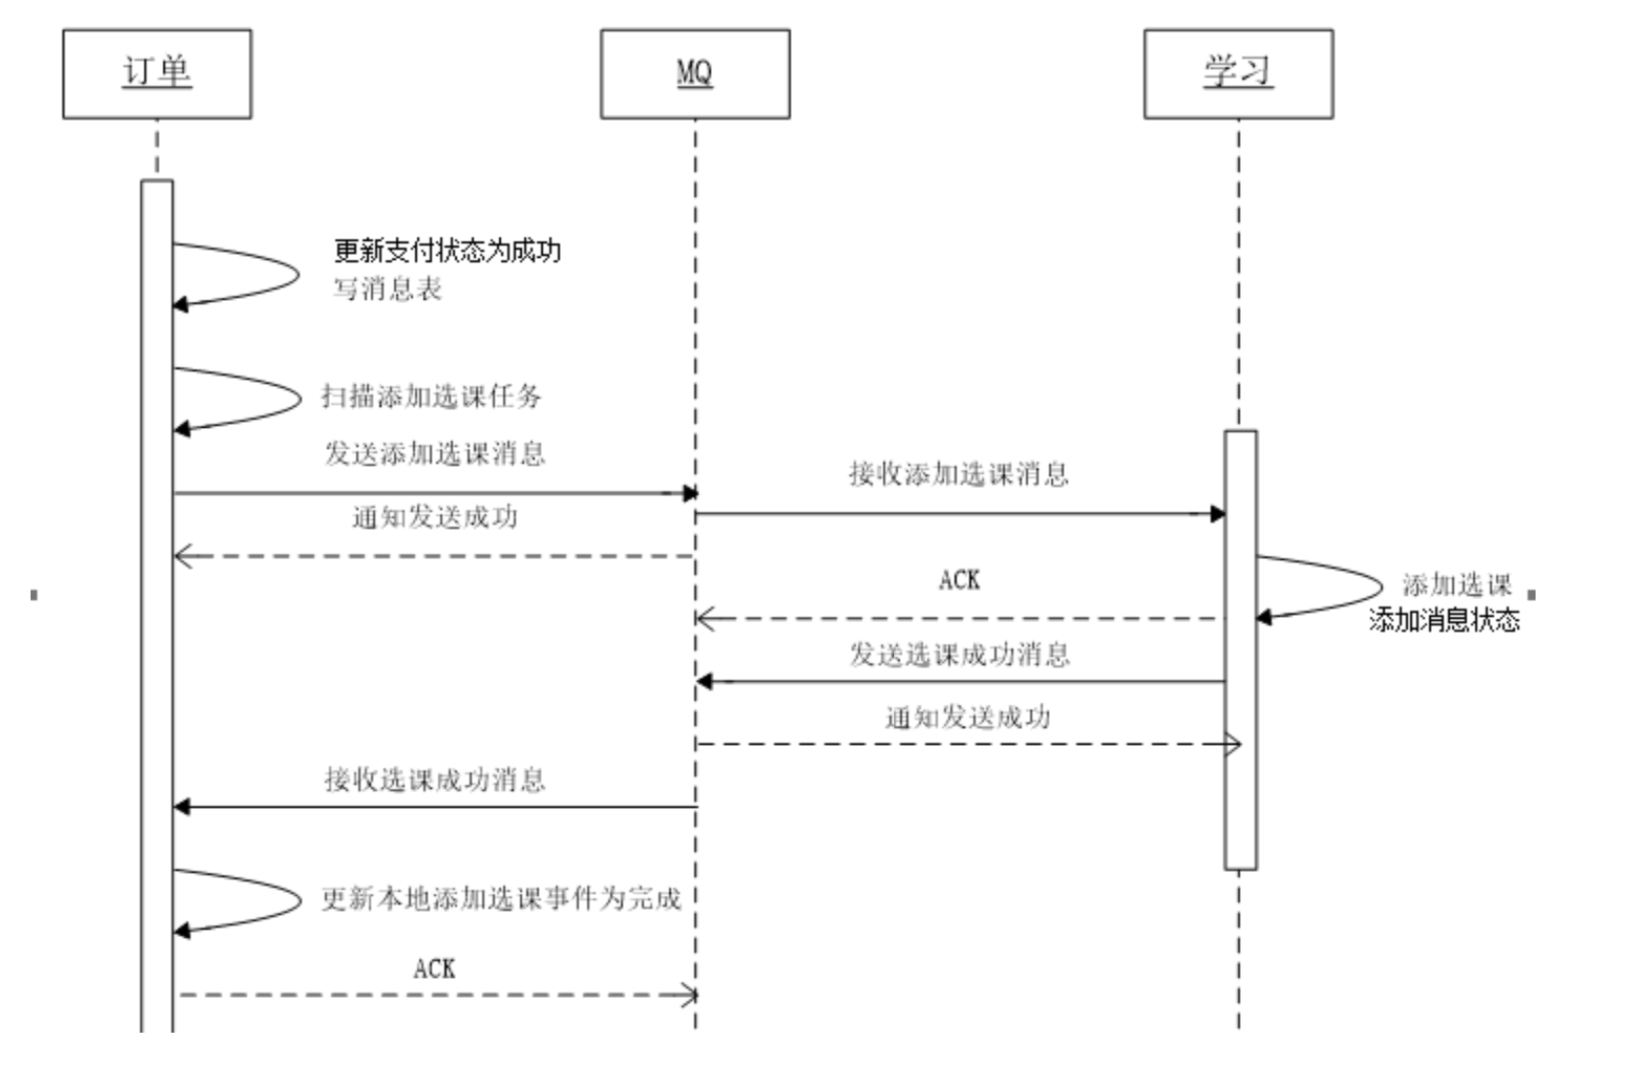 订单
MQ
学习
更新支付状态为成功
写消息表
扫描添加选课任务
发送添加选课消息
接收添加选课消息
通知发送成功
ACK
添加选课
添加消息状态
发送选课成功消息
通知发送成功
接收选课成功消息
更新本地添加选课事件为完成
ACK